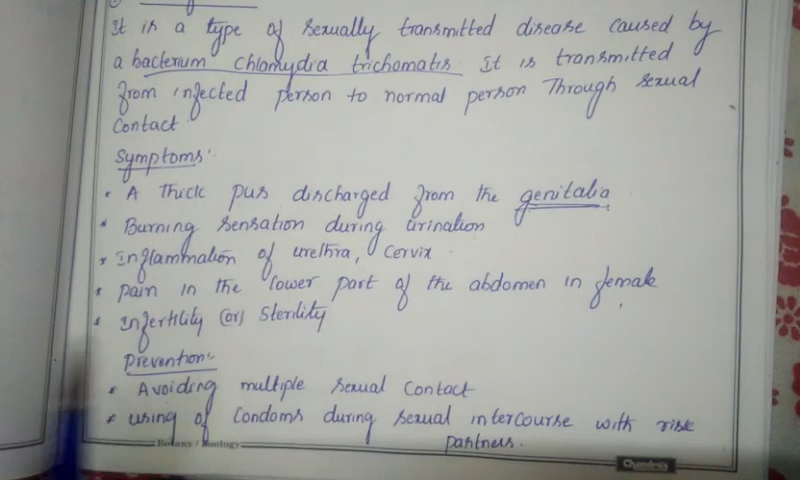 It is a type of sexually transmitted disease caused by
a bacterium chlamydia trichomatis. It is transmitted
from infected person to normal person Through sexual
Contact
Symptoms:-
* A Thick pus discharged from the genitalia
* Burning sensation during urination
* Inflammation of urethra, cervix.
* pain in the lower part of the abdomen in female
* Infertility (or) Sterility
Prevention:-
* Avoiding multiple sexual contact
* using of condoms during sexual intercourse with risk
partners.
Botany / Zoology